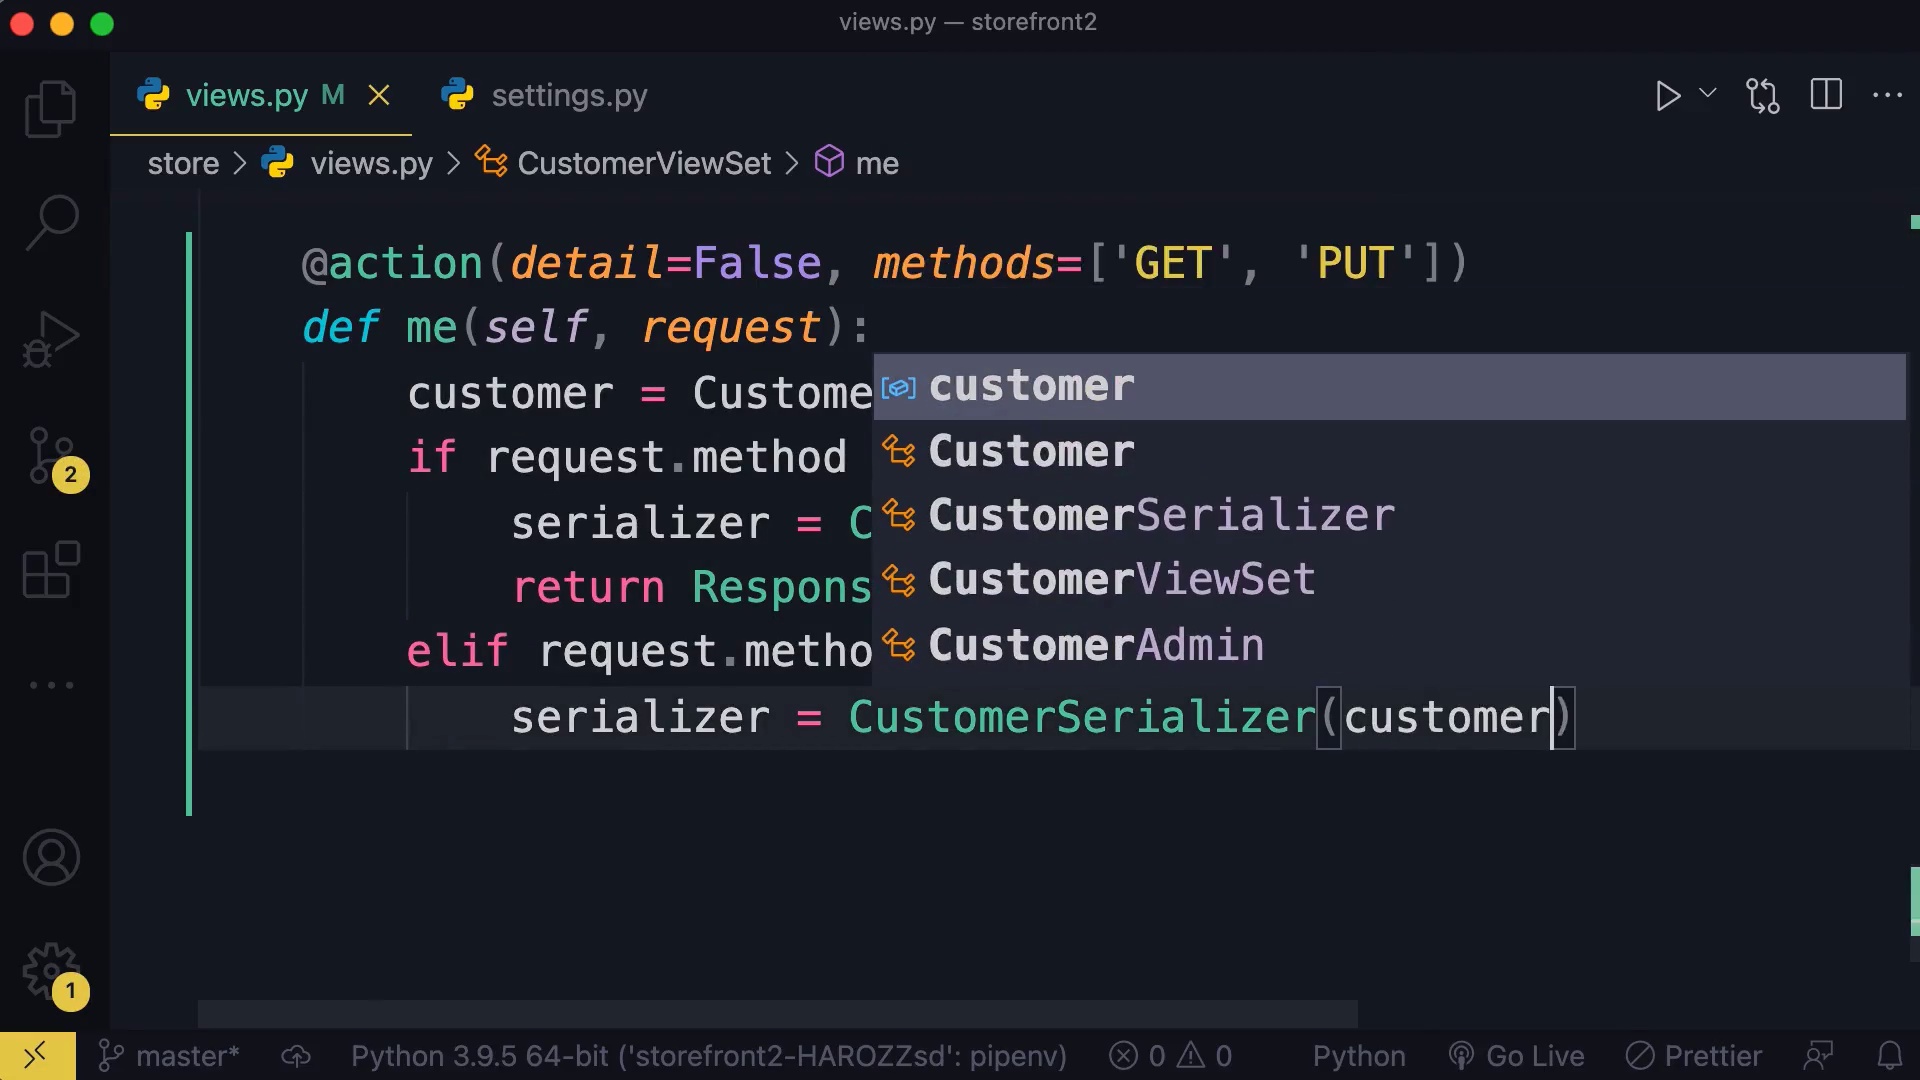 views.py — storefront2
views.py M settings.py
store > views.py > CustomerViewSet > me
@action(detail=False, methods=['GET', 'PUT'])
def me(self, request):
customer = Custome
customer
Customer
if request.method
CustomerSerializer
serializer = C
CustomerViewSet
return Respons
CustomerAdmin
elif request.metho
serializer = CustomerSerializer(customer)
2
1
master* Python 3.9.5 64-bit ('storefront2-HAROZZsd': pipenv) 0 0 Python Go Live Prettier